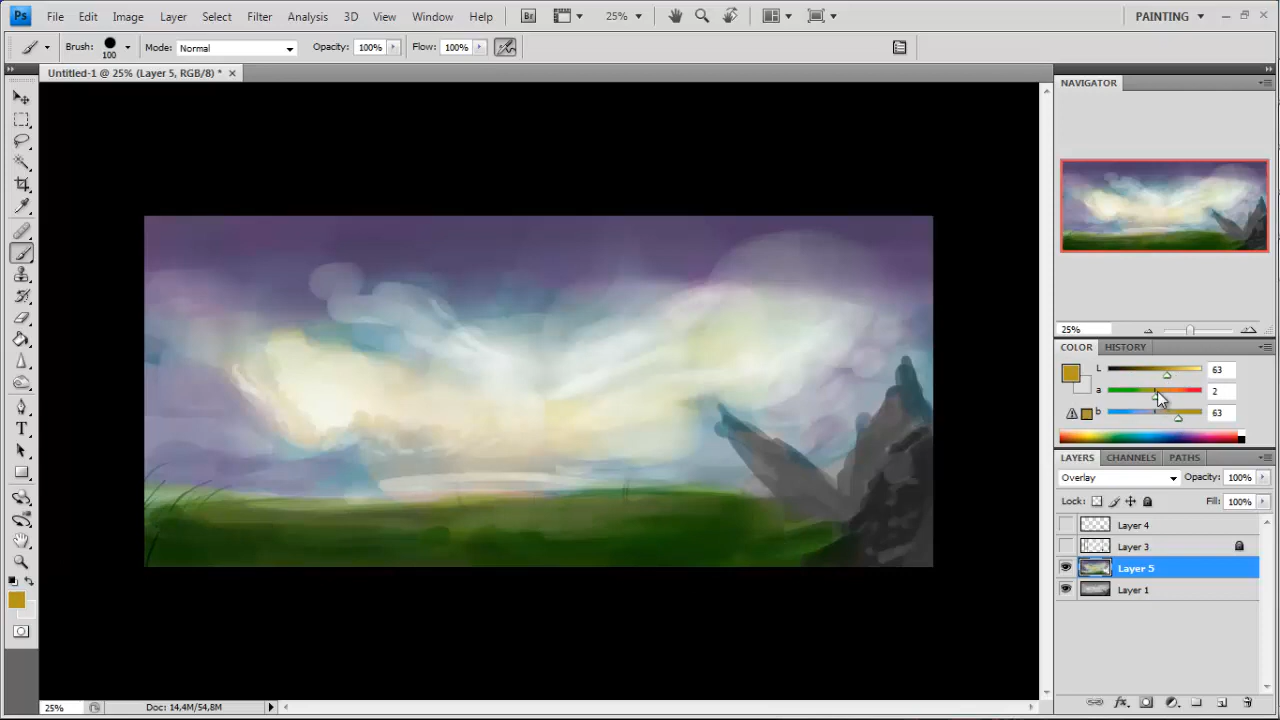 Ps File Edit Image Layer Select Filter Analysis 3D View Window Help Br 25% PAINTING
Brush: 100 Mode: Normal Opacity: 100% Flow: 100%
Untitled-1 @ 25% (Layer 5, RGB/8) *
NAVIGATOR
25%
COLOR HISTORY
L 63
a 2
b 63
LAYERS CHANNELS PATHS
Overlay Opacity: 100%
Lock: Fill: 100%
Layer 4
Layer 3
Layer 5
Layer 1
T
25% Doc: 14,4M/54,8M